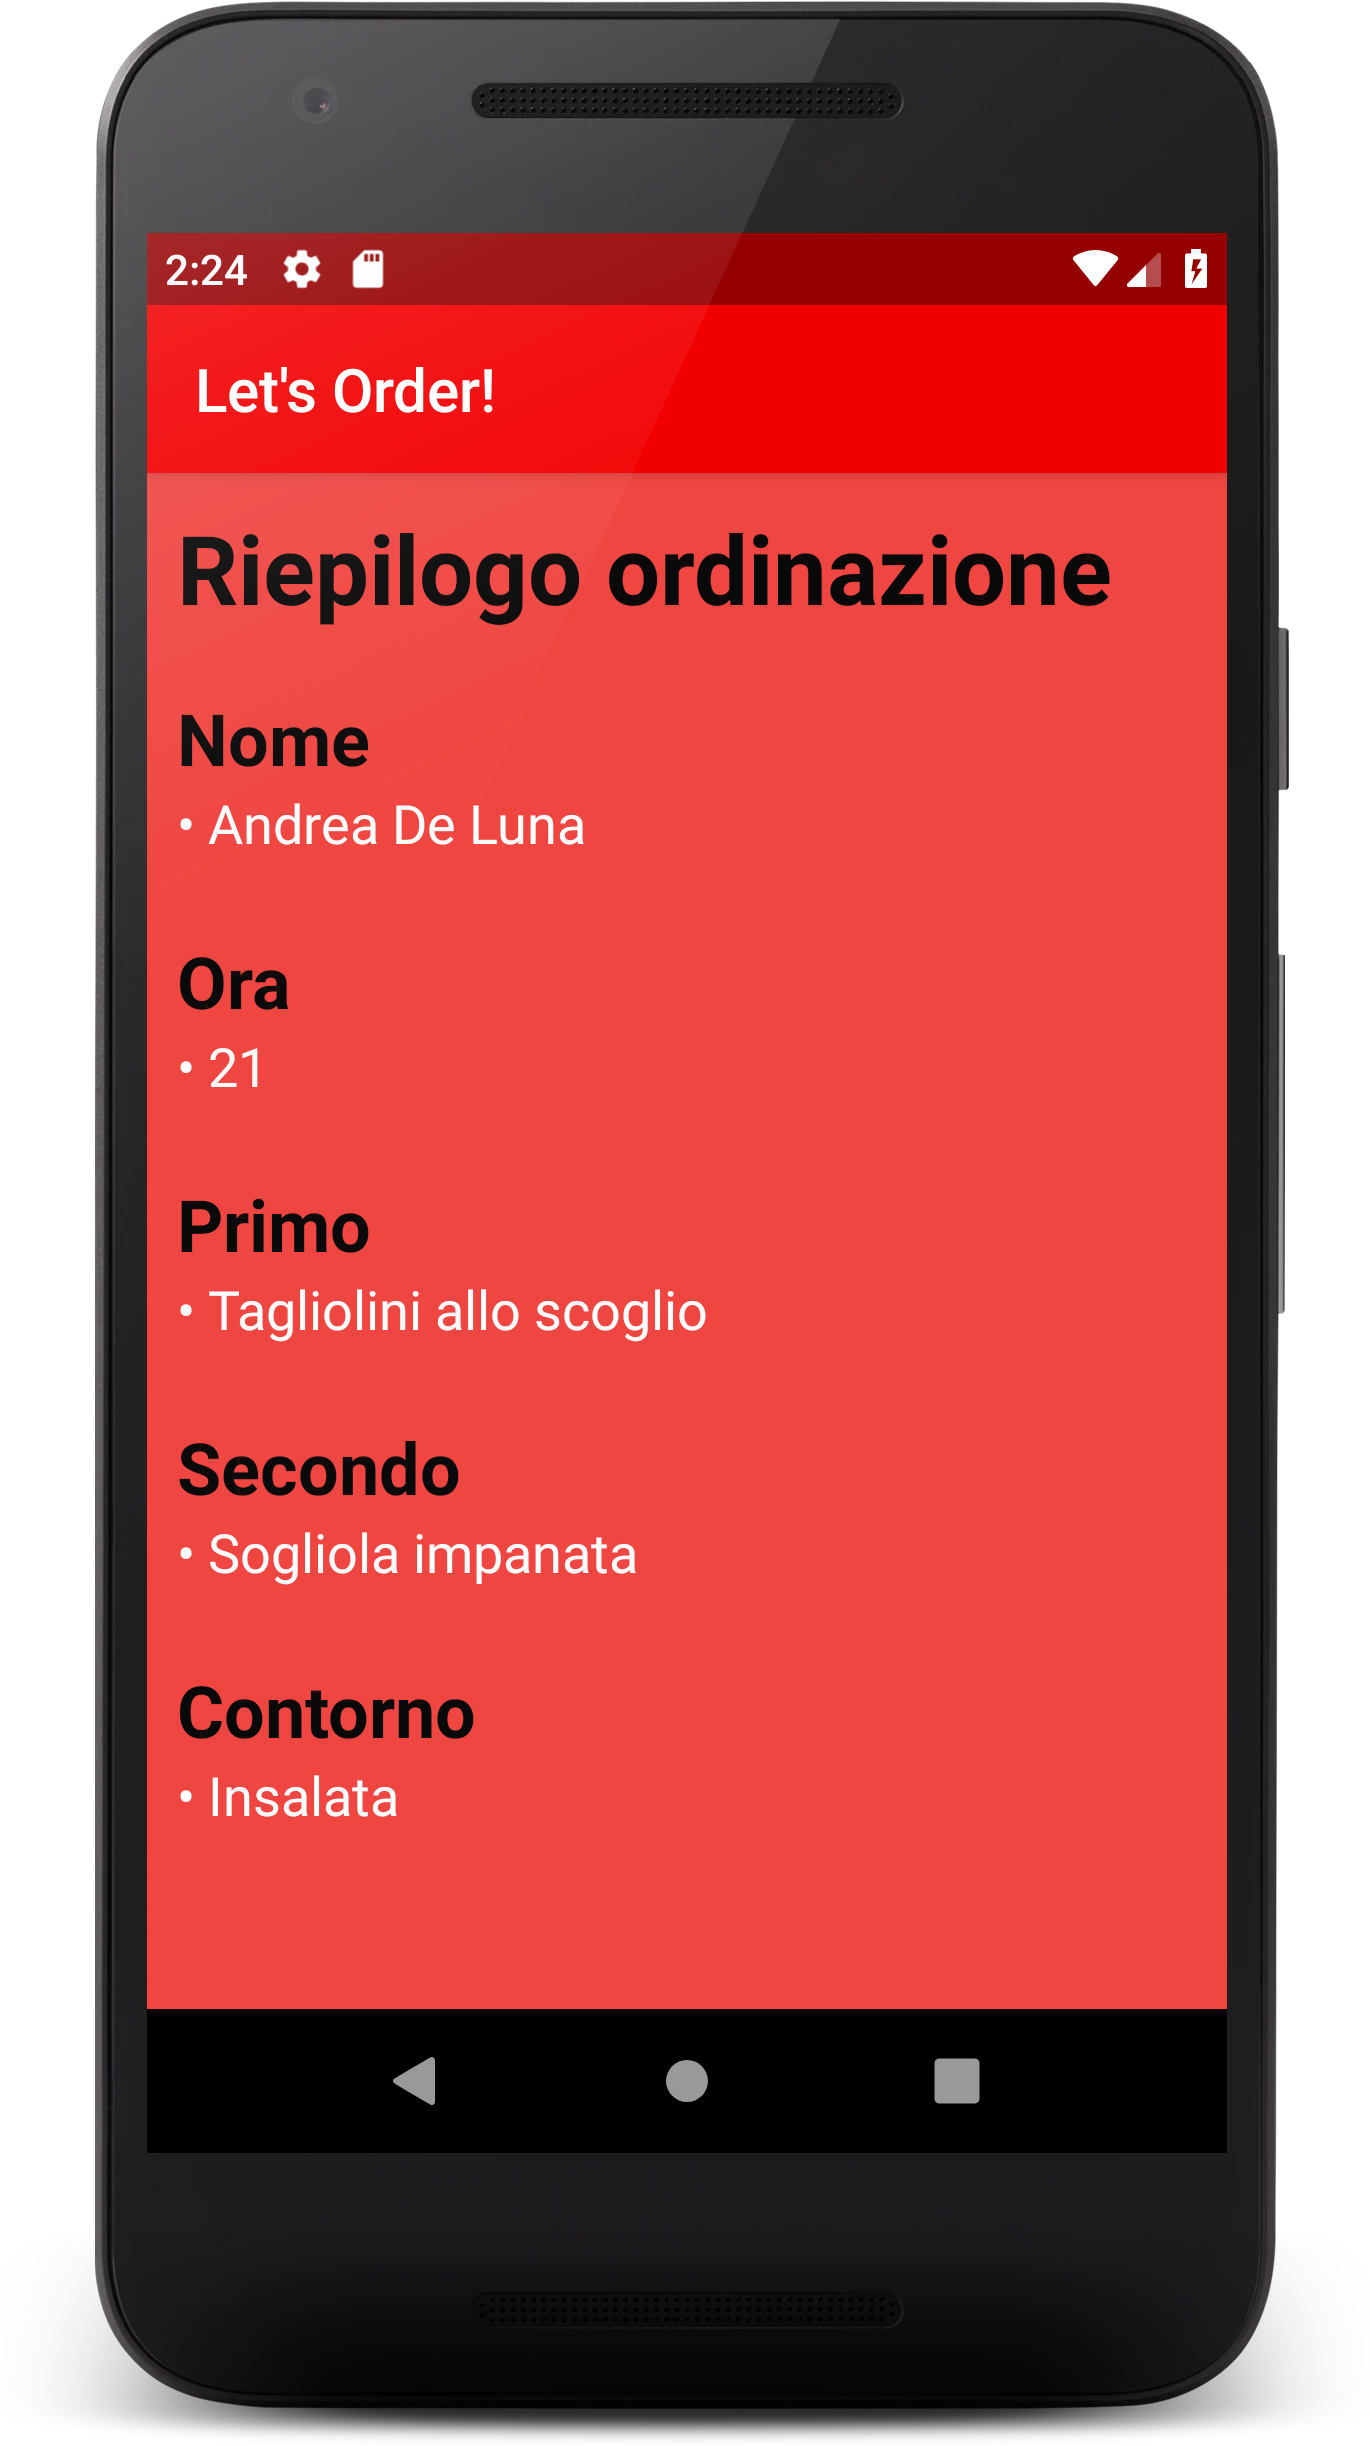 2:24
Let's Order!
Riepilogo ordinazione
Nome
• Andrea De Luna
Ora
• 21
Primo
• Tagliolini allo scoglio
Secondo
• Sogliola impanata
Contorno
• Insalata